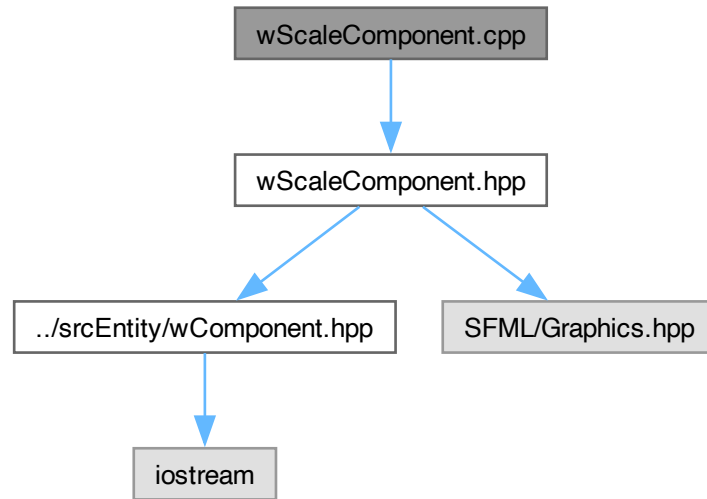 wScaleComponent.cpp
wScaleComponent.hpp
../srcEntity/wComponent.hpp
SFML/Graphics.hpp
iostream